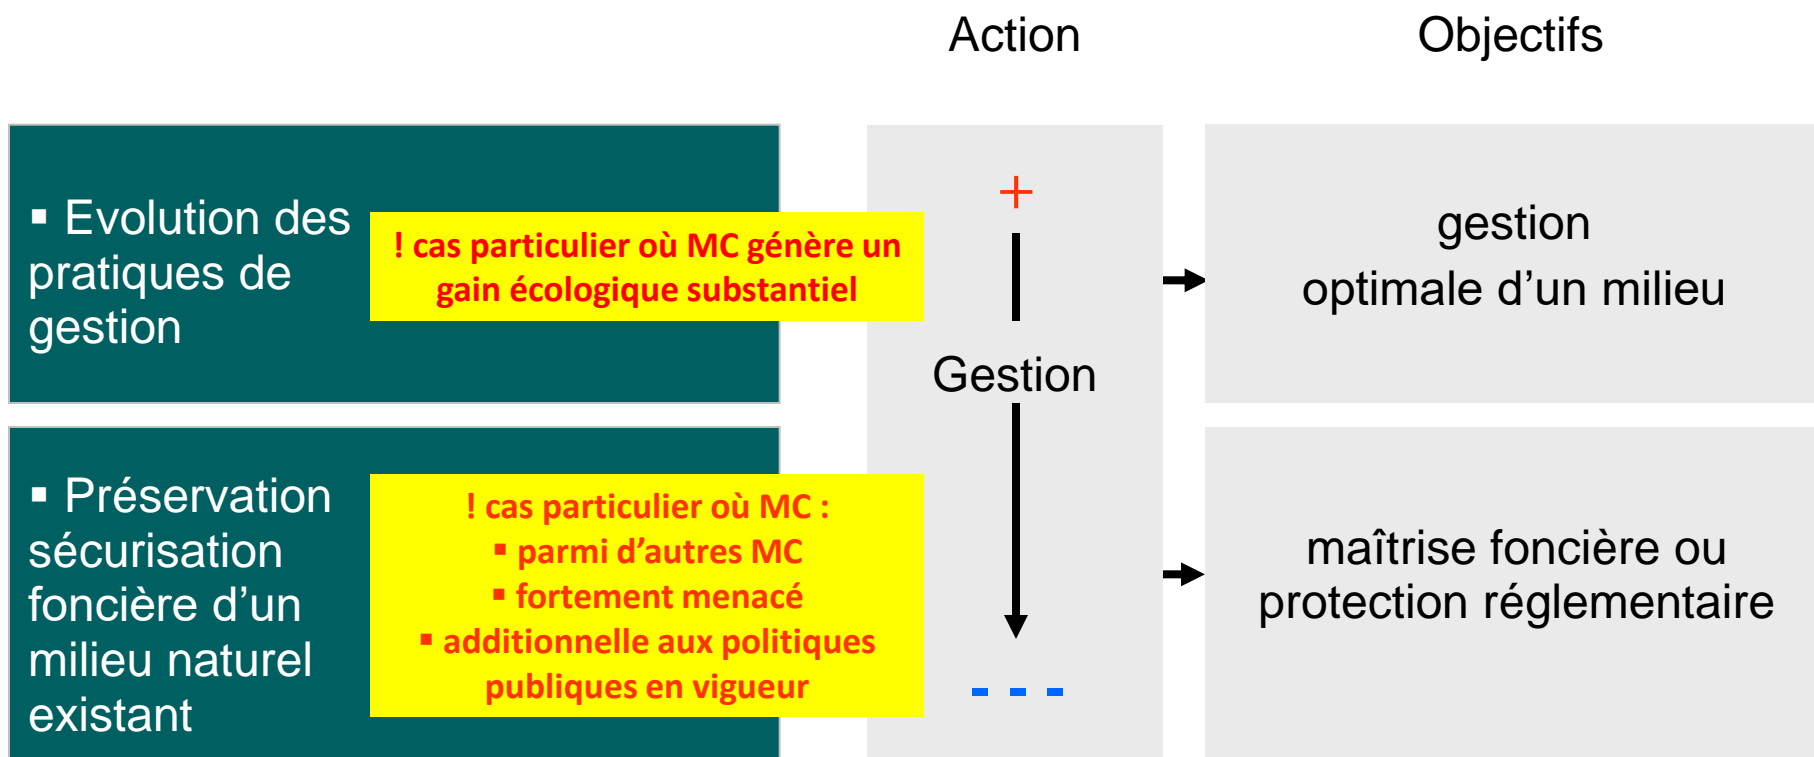 Action
Objectifs
▪ Evolution des
pratiques de
gestion
! cas particulier où MC génère un
gain écologique substantiel
+
Gestion
- - -
gestion
optimale d’un milieu
▪ Préservation
sécurisation
foncière d’un
milieu naturel
existant
! cas particulier où MC :
▪ parmi d’autres MC
▪ fortement menacé
▪ additionnelle aux politiques
publiques en vigueur
maîtrise foncière ou
protection réglementaire